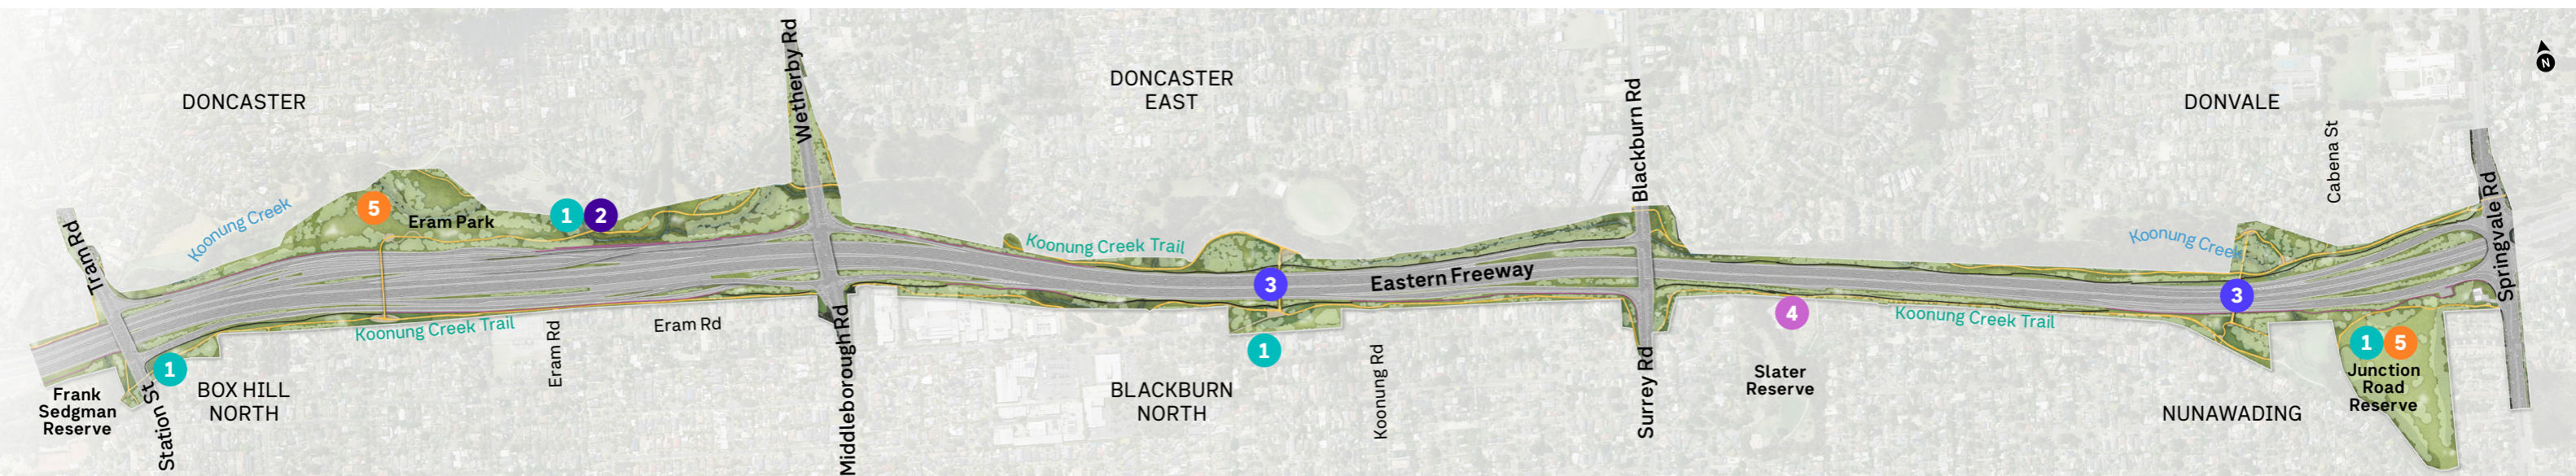 DONCASTER
DONCASTER
EAST
DONVALE
N
Wetherby Rd
Blackburn Rd
Cabena St
Springvale Rd
Tram Rd
Koonung Creek
5
Eram Park
1
2
Koonung Creek Trail
3
Eastern Freeway
Koonung Creek
3
4
Koonung Creek Trail
Koonung Creek Trail
Eram Rd
Eram Rd
Middleborough Rd
1
Koonung Rd
Surrey Rd
Slater
Reserve
1
5
Junction
Road
Reserve
1
Station St
Frank
Sedgman
Reserve
BOX HILL
NORTH
BLACKBURN
NORTH
NUNAWADING